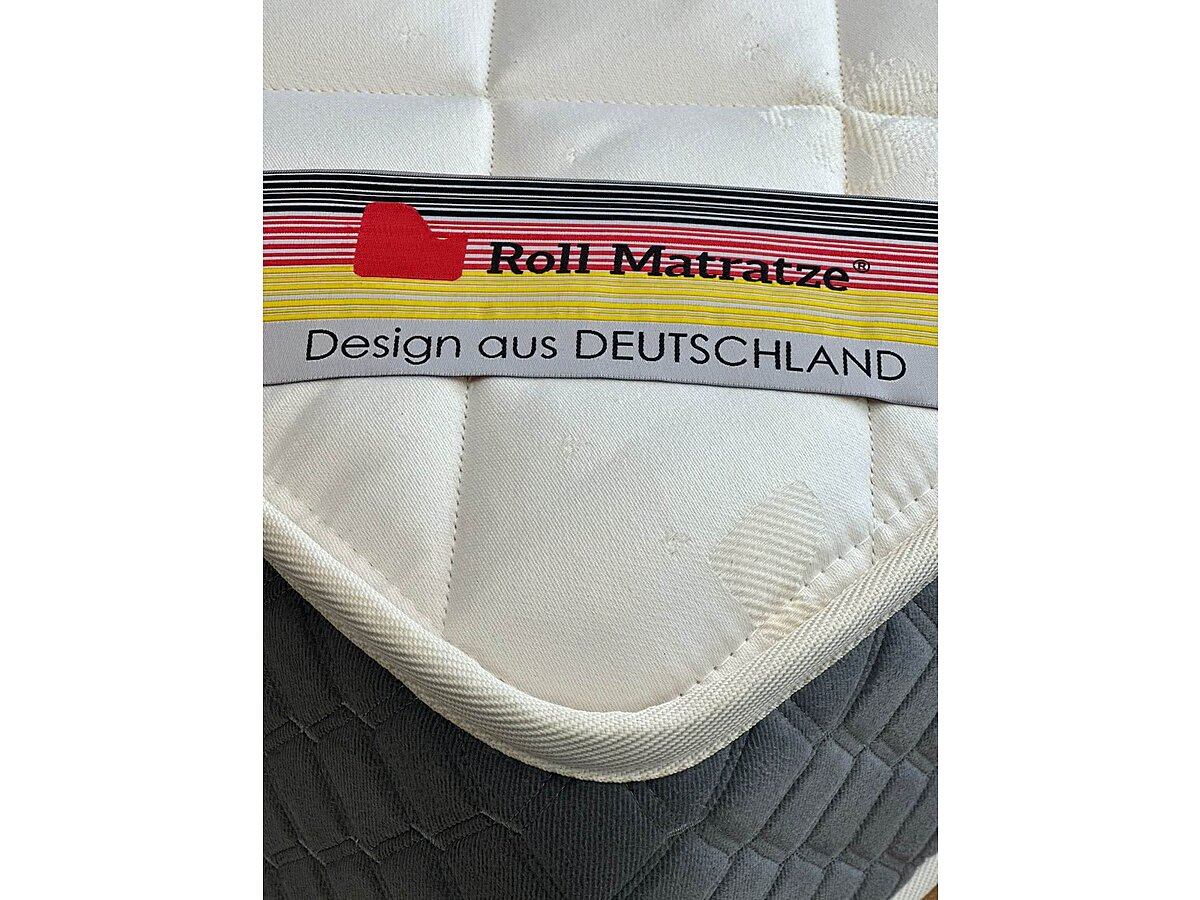 Roll Matratze®
Design aus DEUTSCHLAND